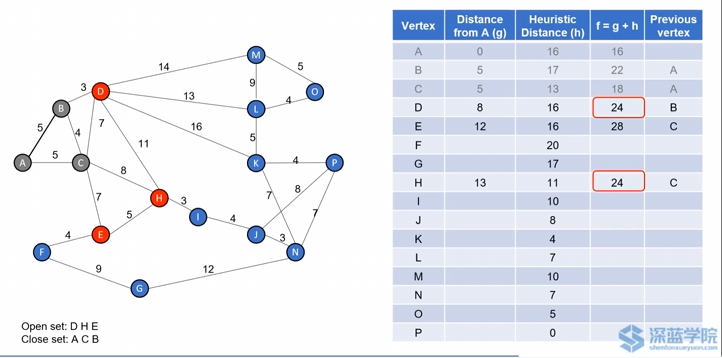 Vertex Distance from A (g) Heuristic Distance (h) f = g + h Previous vertex
A 0 16 16
B 5 17 22 A
C 5 13 18 A
D 8 16 24 B
E 12 16 28 C
F 20
G 17
H 13 11 24 C
I 10
J 8
K 4
L 7
M 10
N 7
O 5
P 0
M
14
5
3
D
9
O
B
13
4
L
5
7
4
16
5
11
A
5
C
K
4
P
8
7
8
7
H
3
I
5
4
7
4
E
J
3
F
N
9
12
G
Open set: D H E
Close set: A C B
深蓝学院
shenlanxueyuan.com